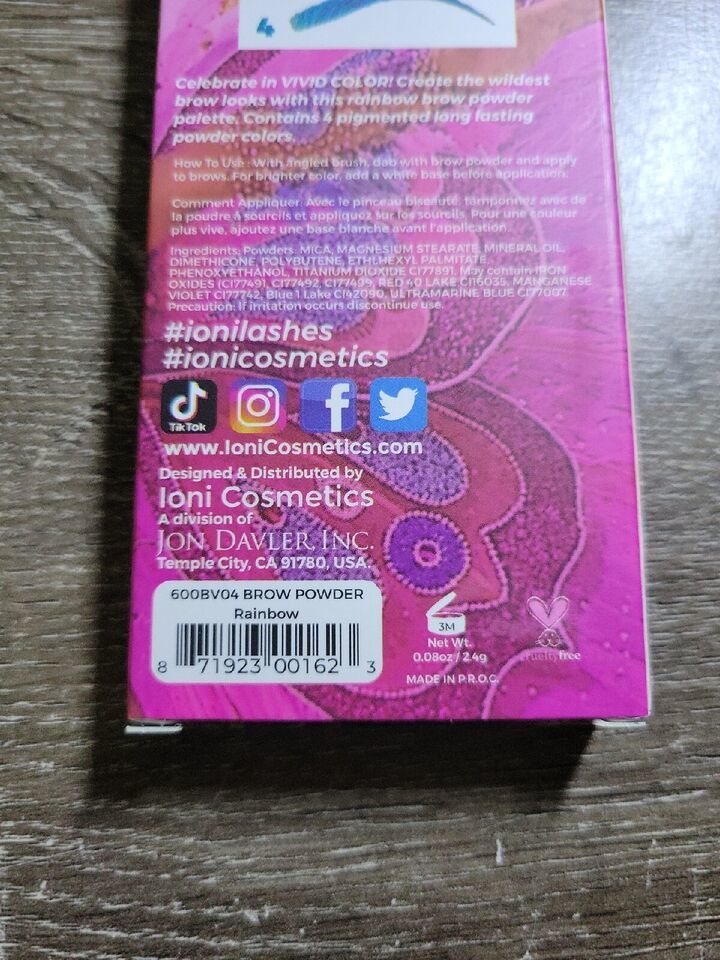 4
Celebrate in VIVID COLOR! Create the wildest
brow looks with this rainbow brow powder
palette. Contains 4 pigmented long lasting
powder colors.
How To Use : With angled brush, dab with brow powder and apply
to brows. For brighter color, add a white base before application.
Comment Appliquer: Avec le pinceau biseauté, tamponnez avec de
la poudre à sourcils et appliquez sur les sourcils. Pour une couleur
plus vive, ajoutez une base blanche avant l'application.
Ingredients: Powders: MICA, MAGNESIUM STEARATE, MINERAL OIL,
DIMETHICONE, POLYBUTENE, ETHLHEXYL PALMITATE,
PHENOXYETHANOL, TITANIUM DIOXIDE CI77891. May contain IRON
OXIDES (CI77491, CI77492, CI77499, RED 40 LAKE CI16035, MANGANESE
VIOLET CI77742, Blue 1 Lake CI42090, ULTRAMARINE BLUE CI77007.
Precaution: If irritation occurs discontinue use.
#ionilashes
#ionicosmetics
TikTok
www.IoniCosmetics.com
Designed & Distributed by
Ioni Cosmetics
A division of
JON DAVLER, INC.
Temple City, CA 91780, USA.
600BV04 BROW POWDER
Rainbow
8 71923 00162 3
3M
Net Wt.
0.08oz / 2.4g
MADE IN P.R.O.C.
cruelty free